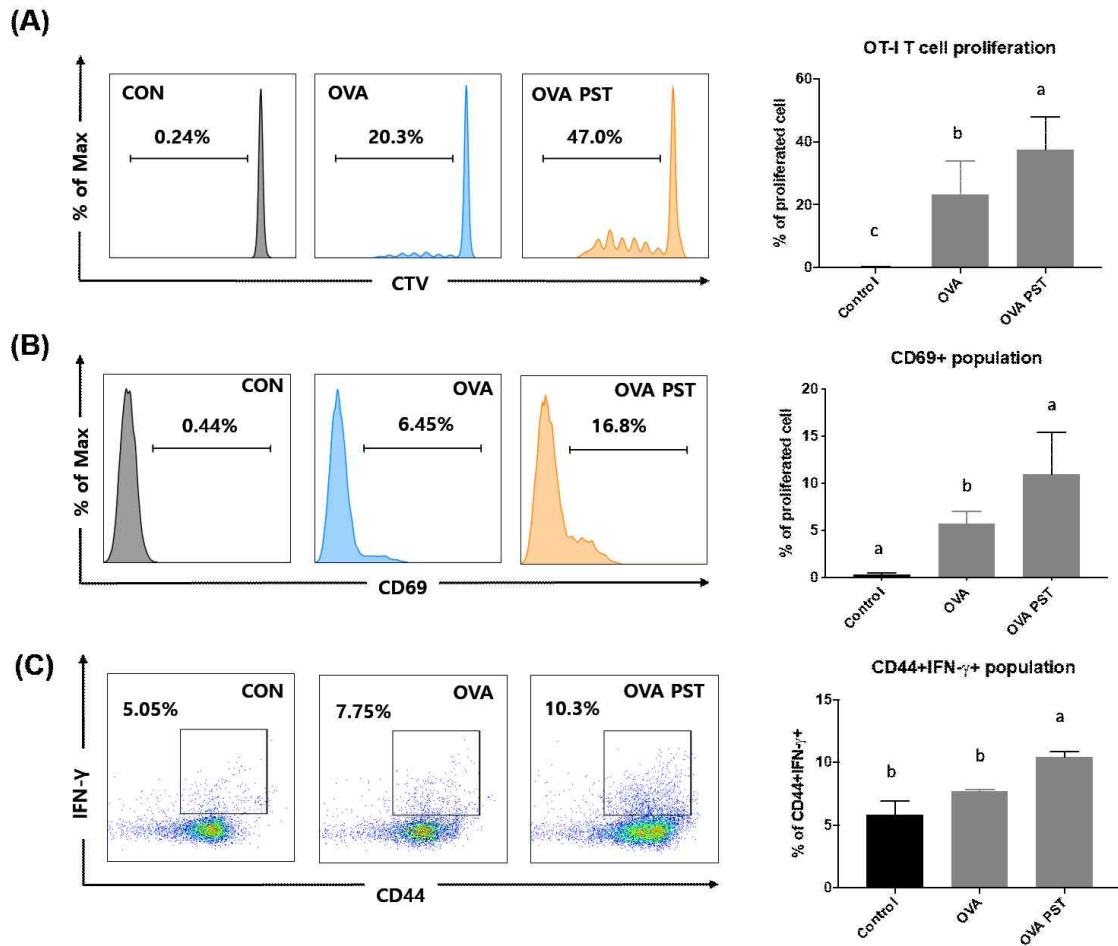 (A)
CON
0.24%
OVA
20.3%
OVA PST
47.0%
% of Max
CTV
OT-I T cell proliferation
% of proliferated cell
60
40
20
0
a
b
c
Control
OVA
OVA PST
(B)
CON
0.44%
OVA
6.45%
OVA PST
16.8%
% of Max
CD69
CD69+ population
% of proliferated cell
20
15
10
5
0
a
b
a
Control
OVA
OVA PST
(C)
CON
5.05%
OVA
7.75%
OVA PST
10.3%
IFN-γ
CD44
CD44+IFN-γ+ population
% of CD44+IFN-γ+
15
10
5
0
b
b
a
Control
OVA
OVA PST